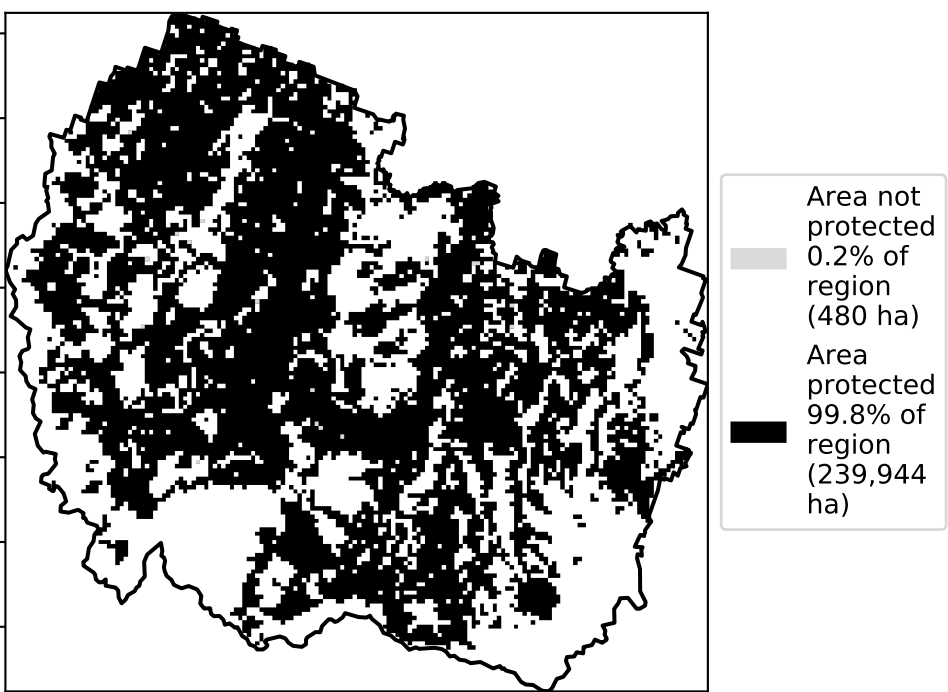 Area not
protected
0.2% of
region
(480 ha)
Area
protected
99.8% of
region
(239,944
ha)